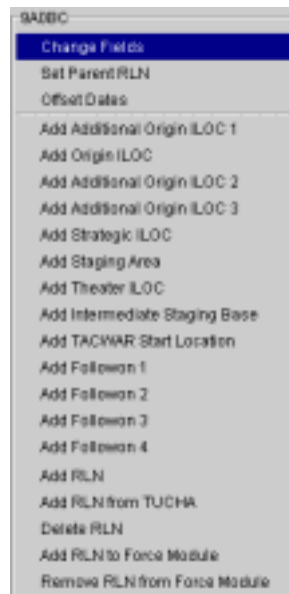 9ADBC
Change Fields
Set Parent RLN
Offset Dates
Add Additional Origin ILOC 1
Add Origin ILOC
Add Additional Origin ILOC 2
Add Additional Origin ILOC 3
Add Strategic ILOC
Add Staging Area
Add Theater ILOC
Add Intermediate Staging Base
Add TACWAR Start Location
Add Followon 1
Add Followon 2
Add Followon 3
Add Followon 4
Add RLN
Add RLN from TUCHA
Delete RLN
Add RLN to Force Module
Remove RLN from Force Module